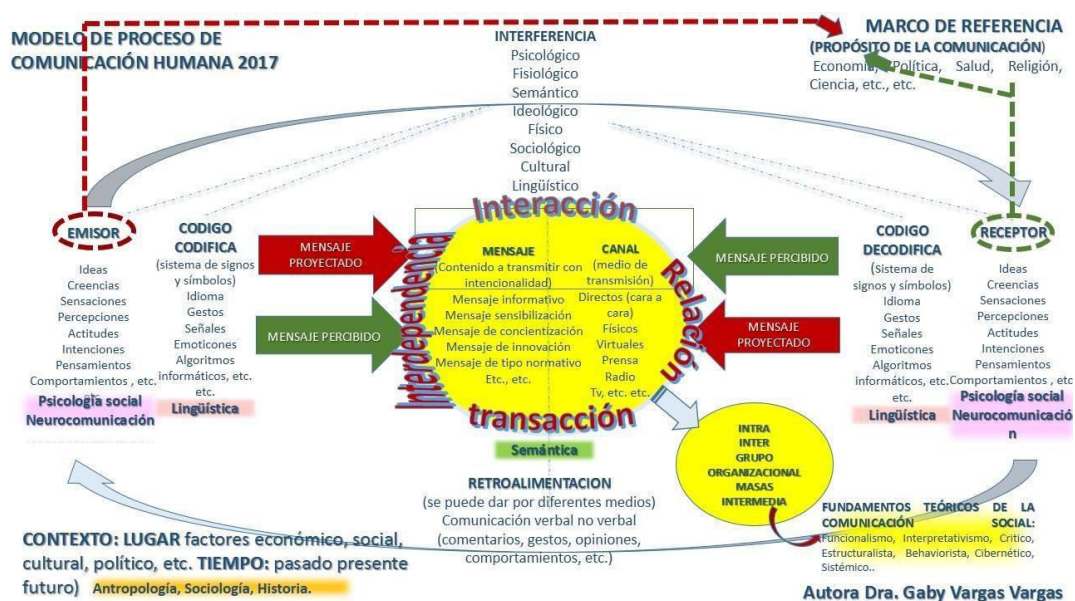 MODELO DE PROCESO DE
COMUNICACIÓN HUMANA 2017
INTERFERENCIA
Psicológico
Fisiológico
Semántico
Ideológico
Físico
Sociológico
Cultural
Lingüístico
MARCO DE REFERENCIA
(PROPÓSITO DE LA COMUNICACIÓN)
Economía, Política, Salud, Religión,
Ciencia, etc., etc.
EMISOR
Ideas
Creencias
Sensaciones
Percepciones
Actitudes
Intenciones
Pensamientos
Comportamientos , etc.
Psicología social
Neurocomunicación
CODIGO
CODIFICA
(sistema de signos
y símbolos)
Idioma
Gestos
Señales
Emoticones
Algoritmos
informáticos, etc.
etc.
Lingüística
MENSAJE
PROYECTADO
MENSAJE PERCIBIDO
Interacción
Interdependencia
Relación
transacción
MENSAJE
(Contenido a transmitir con
intencionalidad)
Mensaje informativo
Mensaje sensibilización
Mensaje de concientización
Mensaje de innovación
Mensaje de tipo normativo
Etc., etc.
CANAL
(medio de
transmisión)
Directos (cara a
cara)
Físicos
Virtuales
Prensa
Radio
Tv, etc. etc.
Semántica
MENSAJE PERCIBIDO
MENSAJE
PROYECTADO
CODIGO
DECODIFICA
(Sistema de
signos y símbolos)
Idioma
Gestos
Señales
Emoticones
Algoritmos
informáticos, etc.
etc.
Lingüística
RECEPTOR
Ideas
Creencias
Sensaciones
Percepciones
Actitudes
Intenciones
Pensamientos
Comportamientos , etc
Psicología social
Neurocomunicació
n
INTRA
INTER
GRUPO
ORGANIZACIONAL
MASAS
INTERMEDIA
RETROALIMENTACION
(se puede dar por diferentes medios)
Comunicación verbal no verbal
(comentarios, gestos, opiniones,
comportamientos, etc.)
CONTEXTO: LUGAR factores económico, social,
cultural, político, etc. TIEMPO: pasado presente
futuro) Antropología, Sociología, Historia.
FUNDAMENTOS TEÓRICOS DE LA
COMUNICACIÓN SOCIAL:
Funcionalismo, Interpretativismo, Critico,
Estructuralista, Behaviorista, Cibernético,
Sistémico..
Autora Dra. Gaby Vargas Vargas